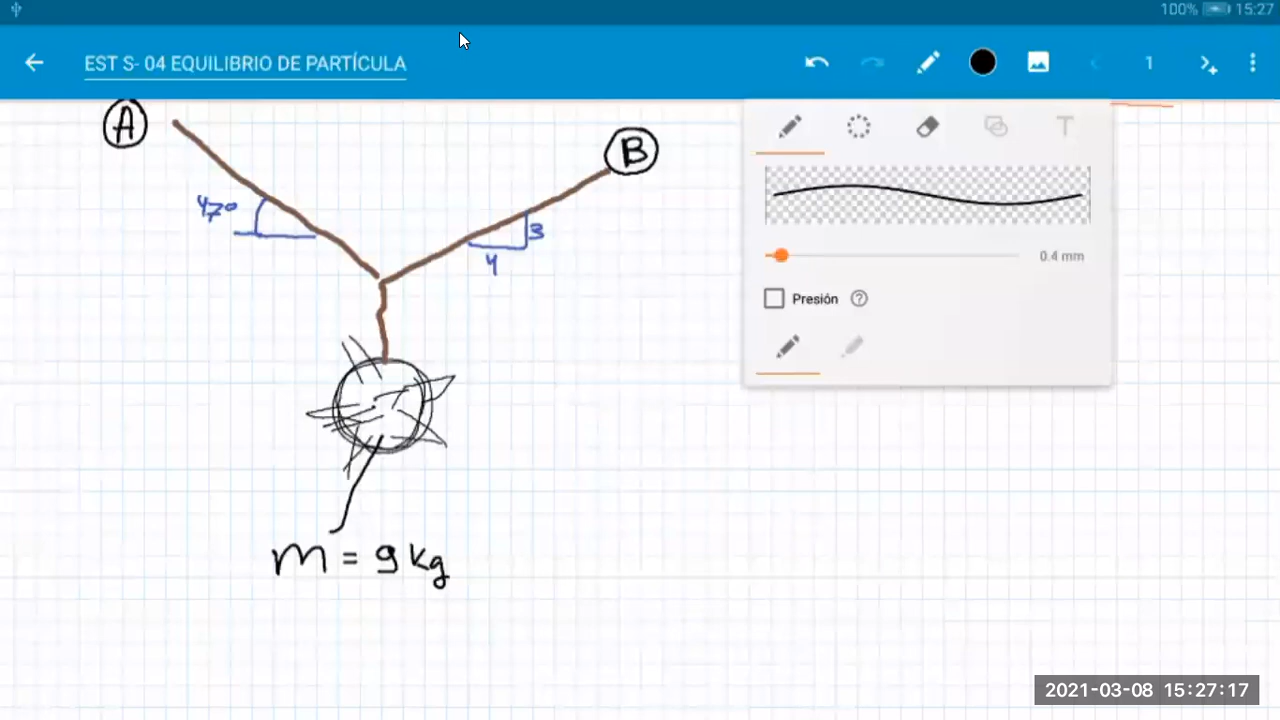 100% 15:27
EST S- 04 EQUILIBRIO DE PARTÍCULA
1
T
A
B
47°
3
4
0.4 mm
Presión ?
m = 9 kg
2021-03-08 15:27:17